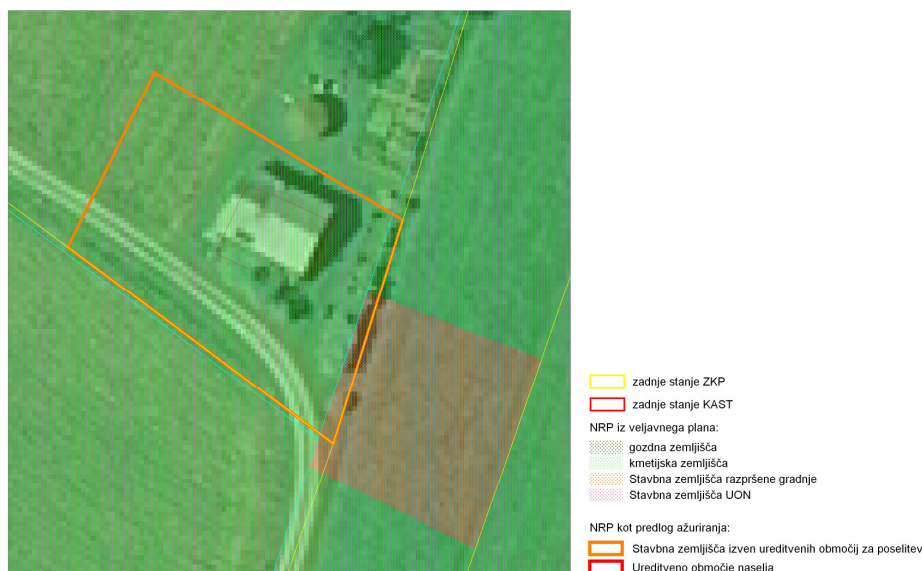 zadnje stanje ZKP
zadnje stanje KAST
NRP iz veljavnega plana:
gozdna zemljišča
kmetijska zemljišča
Stavbna zemljišča razpršene gradnje
Stavbna zemljišča UON
NRP kot predlog ažuriranja:
Stavbna zemljišča izven ureditvenih območij za poselitev
Ureditveno območje naselja